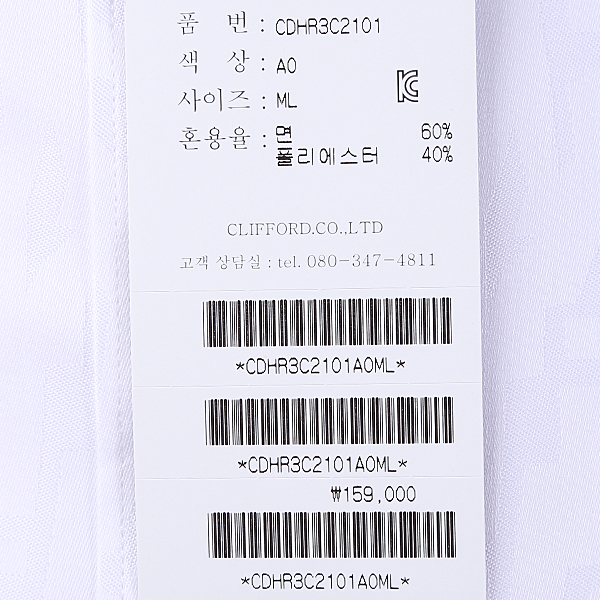 품 번 : CDHR3C2101
색 상 : A0
사이즈 : ML
혼용율 : 면 60%
폴리에스터 40%
CLIFFORD.CO.,LTD
고객 상담실 : tel. 080-347-4811
*CDHR3C2101A0ML*
*CDHR3C2101A0ML*
₩159,000
*CDHR3C2101A0ML*